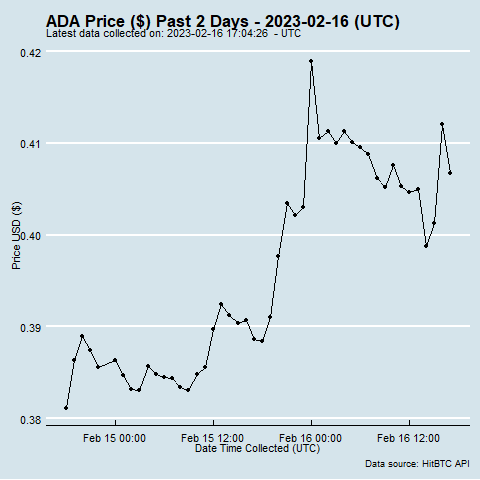 ADA Price ($) Past 2 Days - 2023-02-16 (UTC)
Latest data collected on: 2023-02-16 17:04:26 - UTC
0.42
0.41
0.40
0.39
0.38
Price USD ($)
Feb 15 00:00
Feb 15 12:00
Feb 16 00:00
Feb 16 12:00
Date Time Collected (UTC)
Data source: HitBTC API